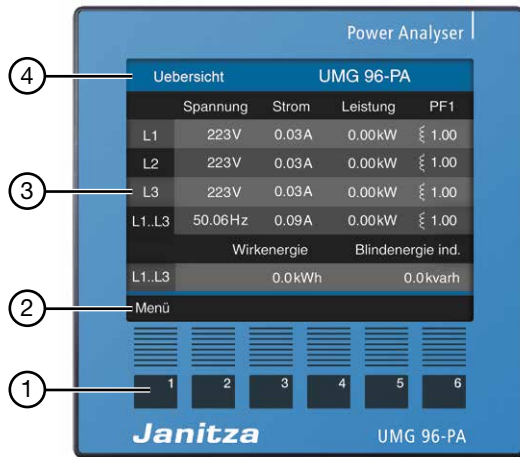 Power Analyser
4
Uebersicht UMG 96-PA
Spannung Strom Leistung PF1
L1 223V 0.03A 0.00kW 1.00
L2 223V 0.03A 0.00kW 1.00
3
L3 223V 0.03A 0.00kW 1.00
L1..L3 50.06Hz 0.09A 0.00kW 1.00
Wirkenergie Blindenergie ind.
L1..L3 0.0kWh 0.0kvarh
2
Menü
1
1 2 3 4 5 6
Janitza UMG 96-PA